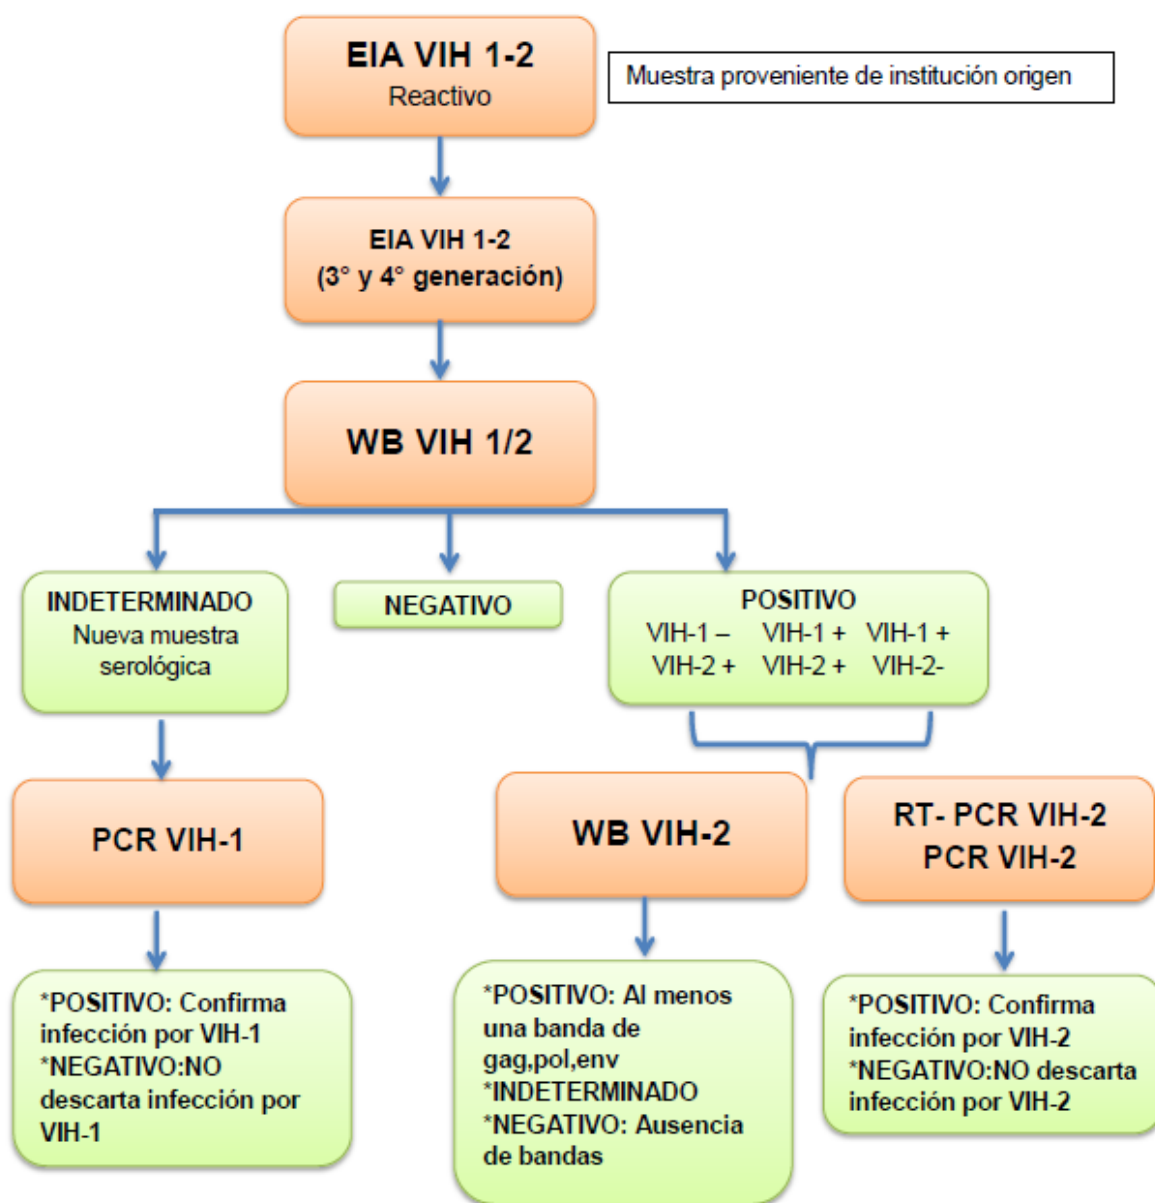 EIA VIH 1-2
Reactivo
Muestra proveniente de institución origen
EIA VIH 1-2
(3° y 4° generación)
WB VIH 1/2
INDETERMINADO
Nueva muestra
serológica
NEGATIVO
POSITIVO
VIH-1 – VIH-1 + VIH-1 +
VIH-2 + VIH-2 + VIH-2-
PCR VIH-1
WB VIH-2
RT- PCR VIH-2
PCR VIH-2
*POSITIVO: Confirma
infección por VIH-1
*NEGATIVO:NO
descarta infección por
VIH-1
*POSITIVO: Al menos
una banda de
gag,pol,env
*INDETERMINADO
*NEGATIVO: Ausencia
de bandas
*POSITIVO: Confirma
infección por VIH-2
*NEGATIVO:NO descarta
infección por VIH-2